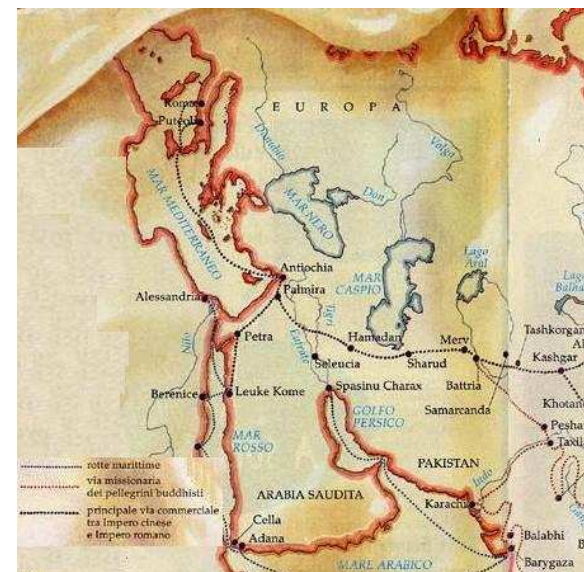 Roma
Puteoli
EUROPA
Danubio
Volga
Don
MAR NERO
MAR MEDITERRANEO
Lago
Aral
Lago
Balha
MAR
CASPIO
Antiochia
Palmira
Alessandria
Tigri
Eufrate
Nilo
Petra
Hamadan
Merv
Tashkorgan
Kashgar
Seleucia
Sharud
Battria
Samarcanda
Khotan
Berenice
Leuke Kome
Spasinu Charax
GOLFO
PERSICO
Pesha
Taxil
MAR
ROSSO
PAKISTAN
Indo
Karachi
ARABIA SAUDITA
Cella
Adana
Balabhi
Barygaza
MARE ARABICO
rotte marittime
via missionaria
dei pellegrini buddhisti
principale via commerciale
tra Impero cinese
e Impero romano